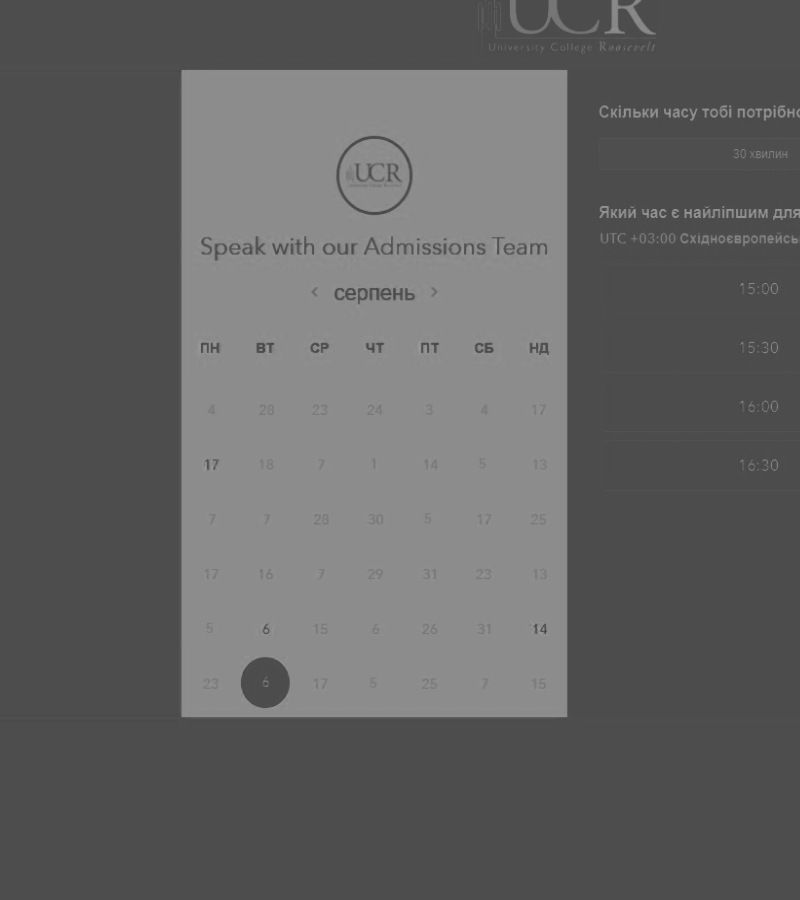 UCR
University College Roosevelt
UCR
Speak with our Admissions Team
< серпень >
ПН ВТ СР ЧТ ПТ СБ НД
4 28 23 24 3 4 17
17 18 7 1 14 5 13
7 7 28 30 5 17 25
17 16 7 29 31 23 13
5 6 15 6 26 31 14
23 6 17 5 25 7 15
Скільки часу тобі потрібно
30 хвилин
Який час є найліпшим для
UTC +03:00 Східноєвропейсь
15:00
15:30
16:00
16:30